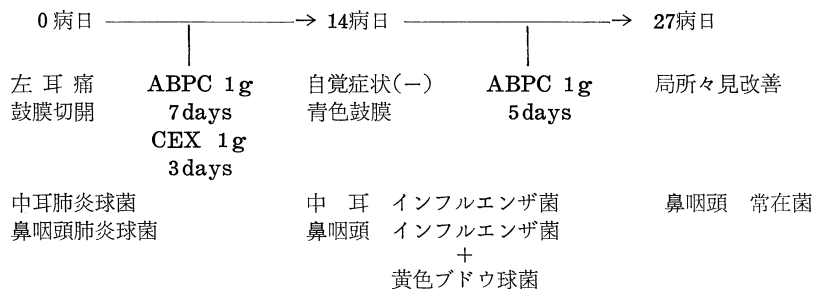 0病日 → 14病日 → 27病日
左耳痛 ABPC 1g 自覚症状(−) ABPC 1g 局所々見改善
鼓膜切開 7days 青色鼓膜 5days
CEX 1g
3days
中耳肺炎球菌 中耳 インフルエンザ菌 鼻咽頭 常在菌
鼻咽頭肺炎球菌 鼻咽頭 インフルエンザ菌
+
黄色ブドウ球菌